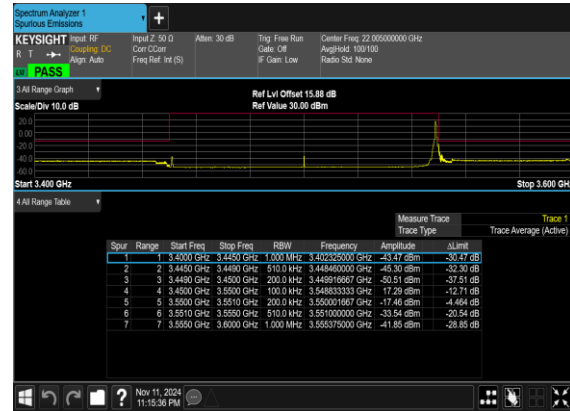 Spectrum Analyzer 1
Spurious Emissions
+
KEYSIGHT Input: RF Input Z: 50 Ω Atten: 30 dB Trig: Free Run Center Freq: 22.005000000 GHz
R T Coupling: DC Corr CCorr Gate: Off Avg|Hold: 100/100
Align: Auto Freq Ref: Int (S) IF Gain: Low Radio Std: None
PASS
3 All Range Graph Ref Lvl Offset 15.88 dB
Scale/Div 10.0 dB Ref Value 30.00 dBm
20.0
0.00
-20.0
-40.0
-60.0
Start 3.400 GHz Stop 3.600 GH
4 All Range Table
Measure Trace Trace 1
Trace Type Trace Average (Active)
Spur Range Start Freq Stop Freq RBW Frequency Amplitude ΔLimit
1 1 3.4000 GHz 3.4450 GHz 1.000 MHz 3.402325000 GHz -43.47 dBm -30.47 dB
2 2 3.4450 GHz 3.4490 GHz 510.0 kHz 3.448460000 GHz -45.30 dBm -32.30 dB
3 3 3.4490 GHz 3.4500 GHz 200.0 kHz 3.449916667 GHz -50.51 dBm -37.51 dB
4 4 3.4500 GHz 3.5500 GHz 100.0 kHz 3.548833333 GHz 17.29 dBm -12.71 dB
5 5 3.5500 GHz 3.5510 GHz 200.0 kHz 3.550001667 GHz -17.46 dBm -4.464 dB
6 6 3.5510 GHz 3.5550 GHz 510.0 kHz 3.551000000 GHz -33.54 dBm -20.54 dB
7 7 3.5550 GHz 3.6000 GHz 1.000 MHz 3.555375000 GHz -41.85 dBm -28.85 dB
? Nov 11, 2024
11:15:36 PM